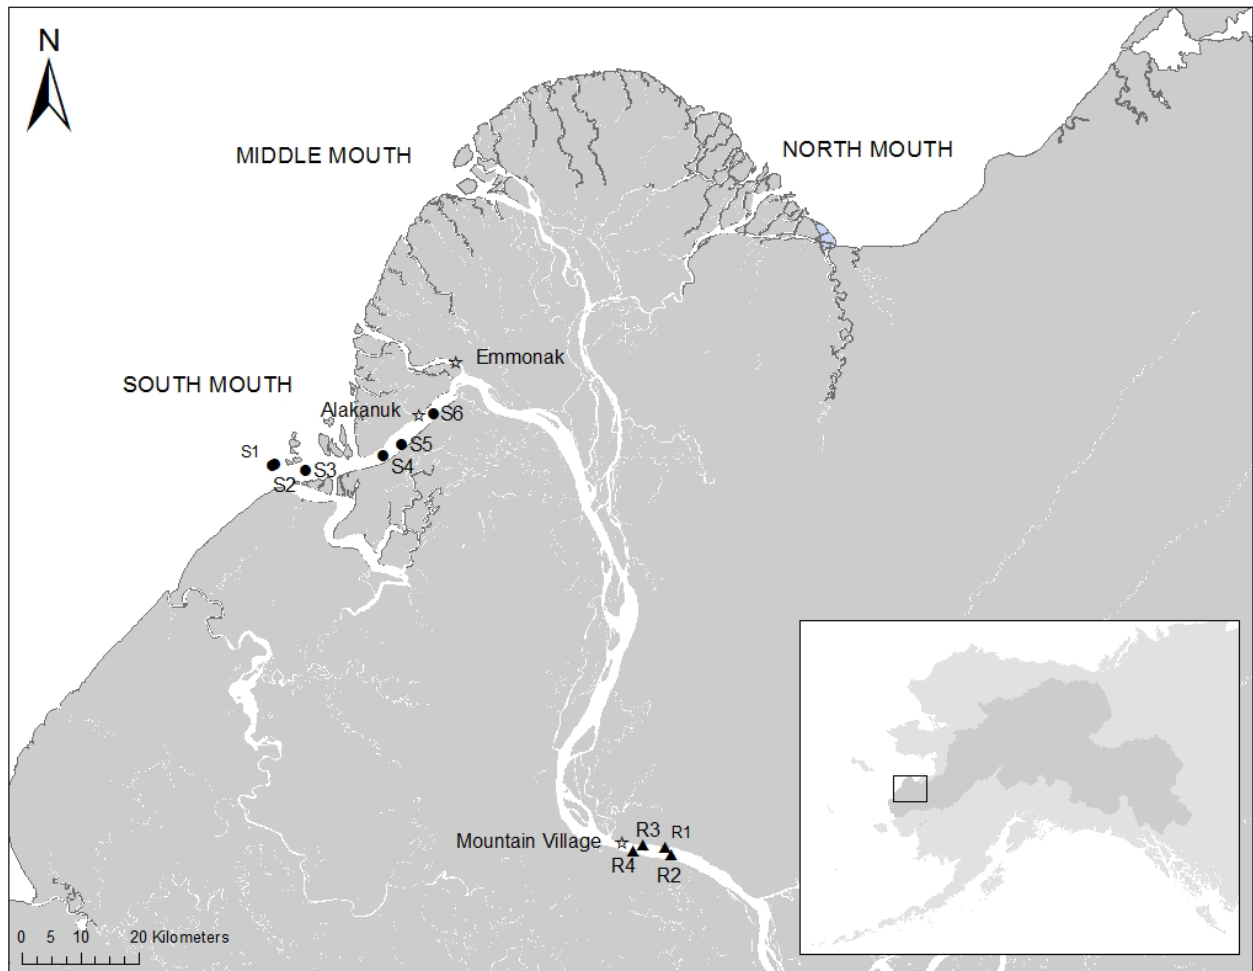 N
MIDDLE MOUTH
NORTH MOUTH
Emmonak
SOUTH MOUTH
Alakanuk
S6
S1
S5
S3
S4
S2
Mountain Village
R3
R1
R4
R2
0 5 10 20 Kilometers